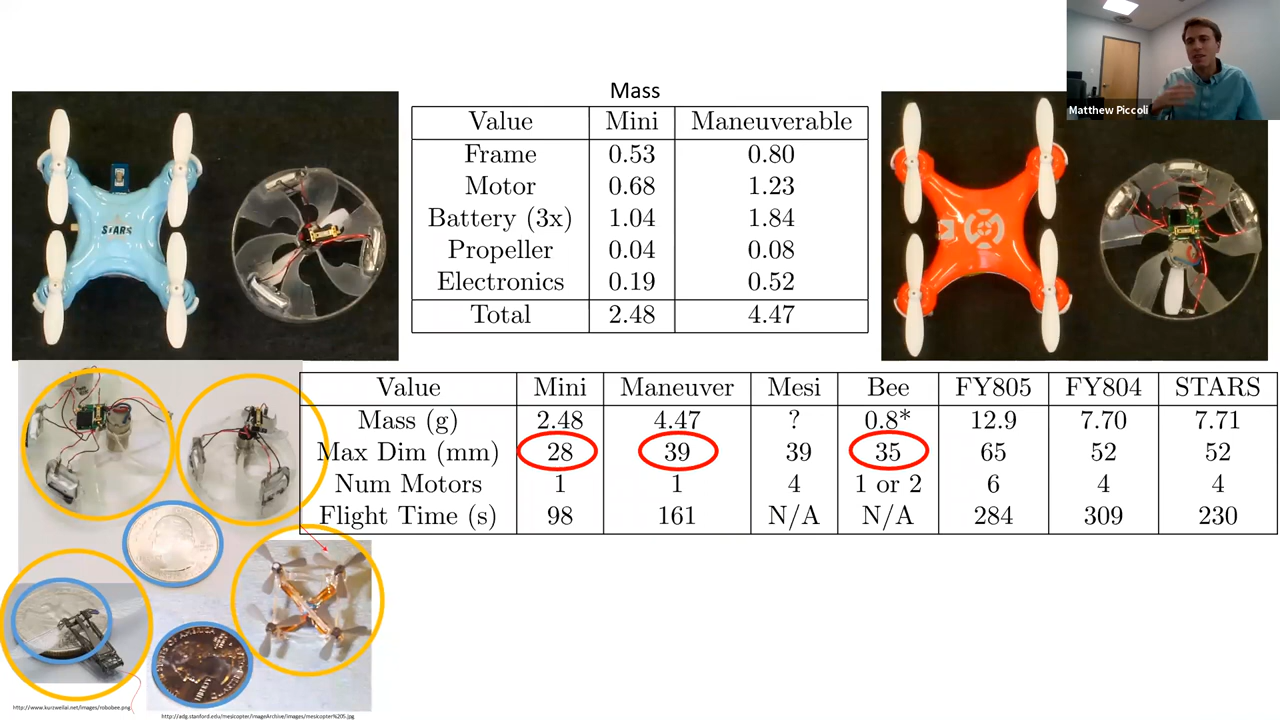 Matthew Piccoli
Mass
Value Mini Maneuverable
Frame 0.53 0.80
Motor 0.68 1.23
Battery (3x) 1.04 1.84
Propeller 0.04 0.08
Electronics 0.19 0.52
Total 2.48 4.47
STARS
Value Mini Maneuver Mesi Bee FY805 FY804 STARS
Mass (g) 2.48 4.47 ? 0.8* 12.9 7.70 7.71
Max Dim (mm) 28 39 39 35 65 52 52
Num Motors 1 1 4 1 or 2 6 4 4
Flight Time (s) 98 161 N/A N/A 284 309 230
http://www.kurzweilai.net/images/robobee.png
http://adg.stanford.edu/mesicopter/imageArchive/images/mesicopter%205.jpg